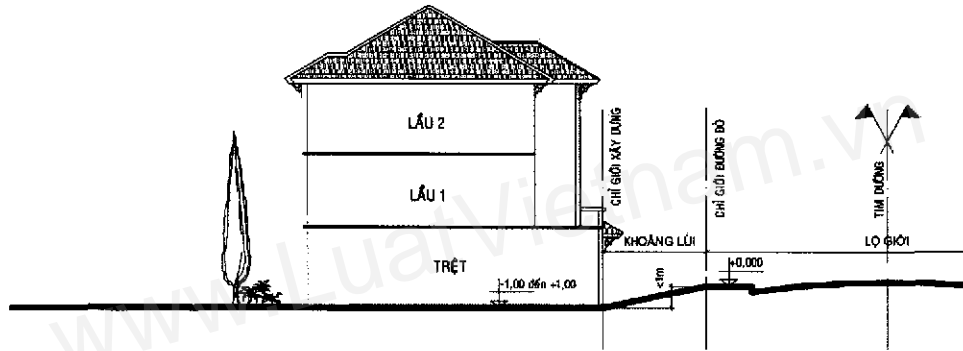 LẦU 2
LẦU 1
TRỆT
-1,00 đến +1,00
CHỈ GIỚI XÂY DỰNG
KHOẢNG LÙI
<1m
CHỈ GIỚI ĐƯỜNG ĐỎ
+0,000
LỘ GIỚI
TIM ĐƯỜNG
www.LuatVietnam.vn